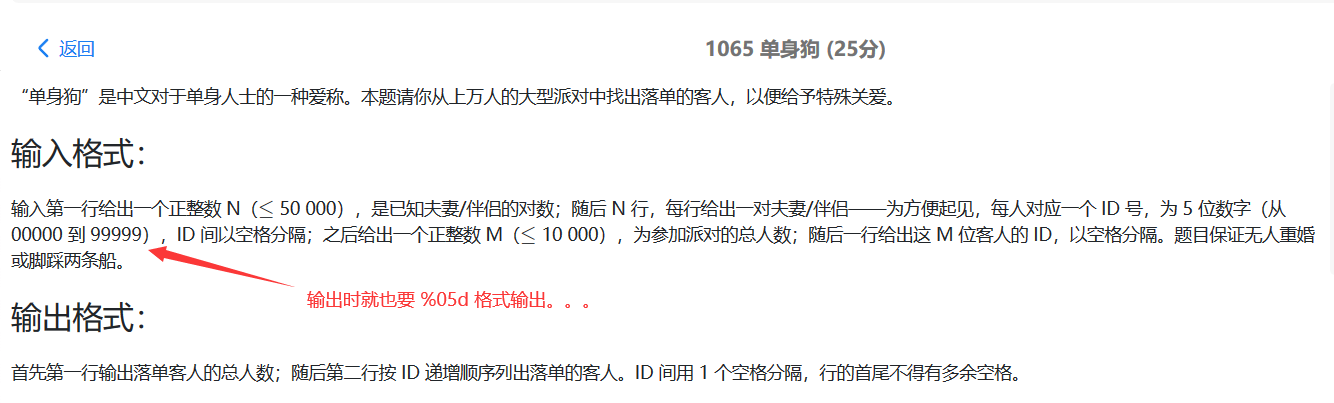 返回
1065 单身狗 (25分)
“单身狗”是中文对于单身人士的一种爱称。本题请你从上万人的大型派对中找出落单的客人，以便给予特殊关爱。
输入格式：
输入第一行给出一个正整数 N（≤ 50 000），是已知夫妻/伴侣的对数；随后 N 行，每行给出一对夫妻/伴侣——为方便起见，每人对应一个 ID 号，为 5 位数字（从
00000 到 99999），ID 间以空格分隔；之后给出一个正整数 M（≤ 10 000），为参加派对的总人数；随后一行给出这 M 位客人的 ID，以空格分隔。题目保证无人重婚
或脚踩两条船。
输出时就也要 %05d 格式输出。。。
输出格式：
首先第一行输出落单客人的总人数；随后第二行按 ID 递增顺序列出落单的客人。ID 间用 1 个空格分隔，行的首尾不得有多余空格。